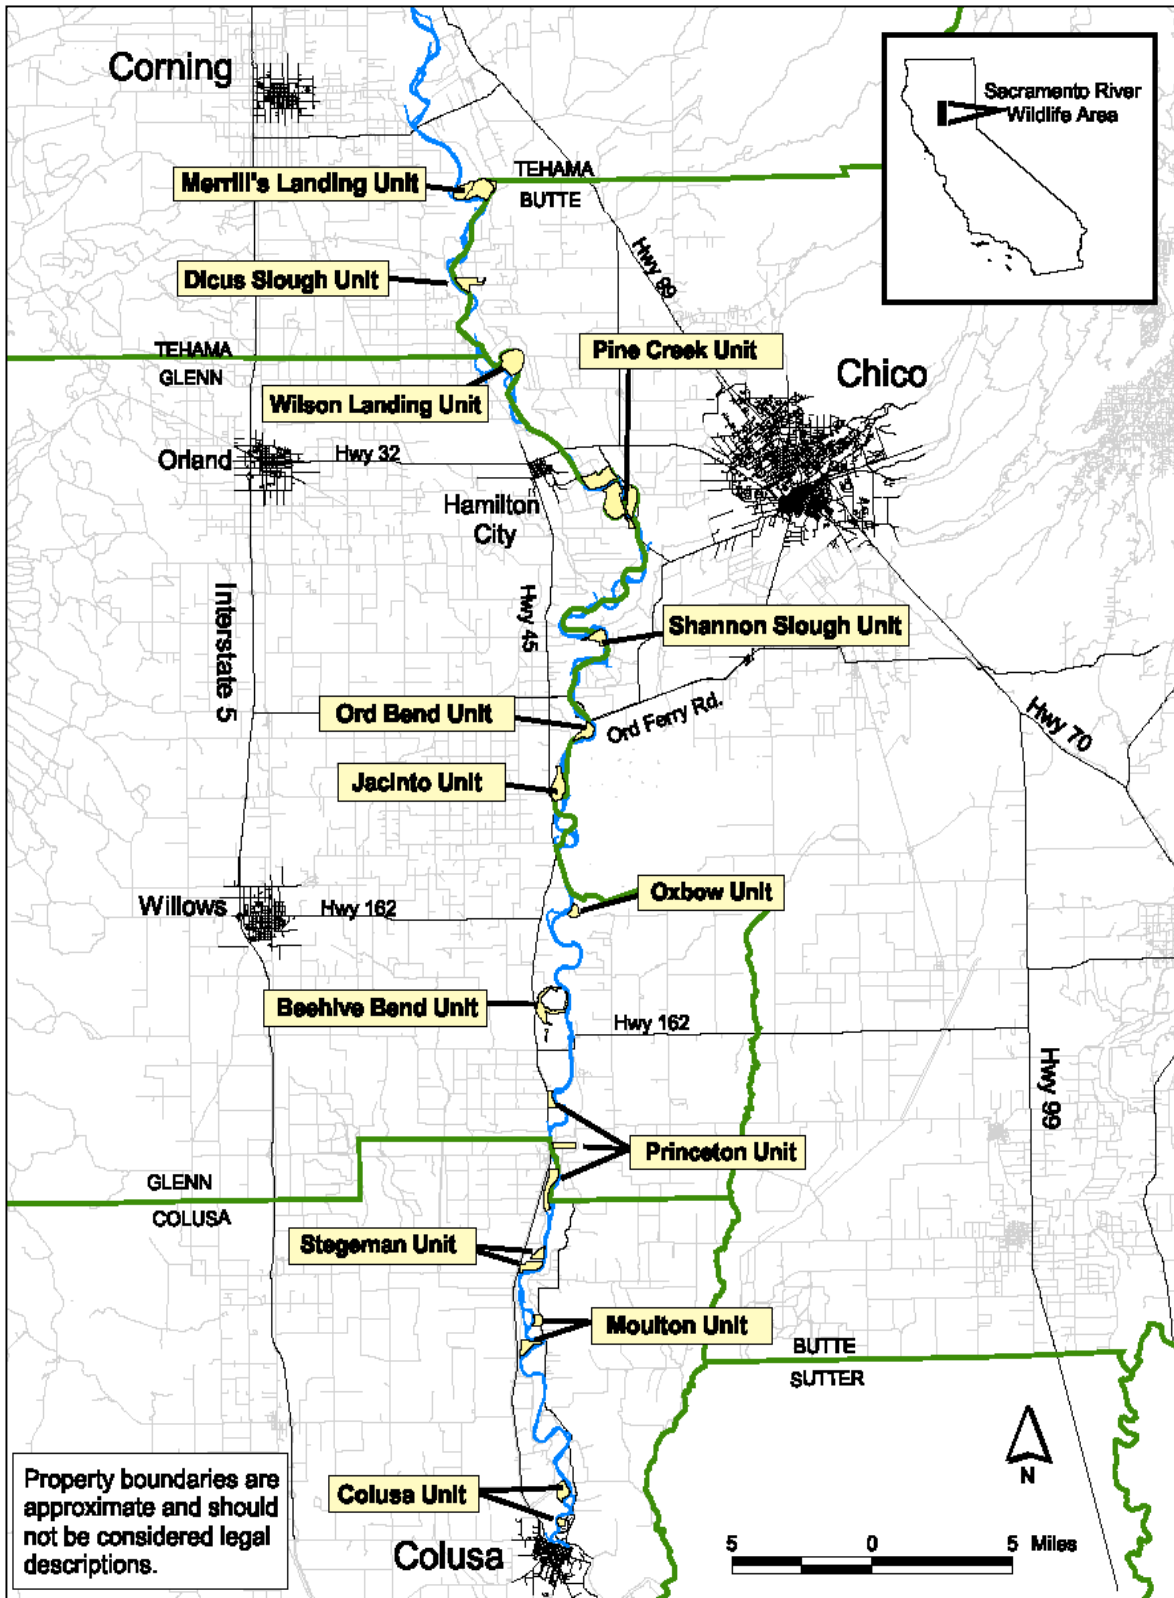 Corning
Sacramento River
Wildlife Area
TEHAMA
BUTTE
Merrill's Landing Unit
Hwy 99
Dicus Slough Unit
TEHAMA
GLENN
Pine Creek Unit
Chico
Wilson Landing Unit
Orland
Hwy 32
Hamilton
City
Interstate 5
Hwy 45
Shannon Slough Unit
Ord Bend Unit
Ord Ferry Rd.
Hwy 70
Jacinto Unit
Oxbow Unit
Willows
Hwy 162
Beehive Bend Unit
Hwy 162
Hwy 99
Princeton Unit
GLENN
COLUSA
Stegeman Unit
Moulton Unit
BUTTE
SUTTER
N
Property boundaries are
approximate and should
not be considered legal
descriptions.
Colusa Unit
Colusa
5 0 5 Miles